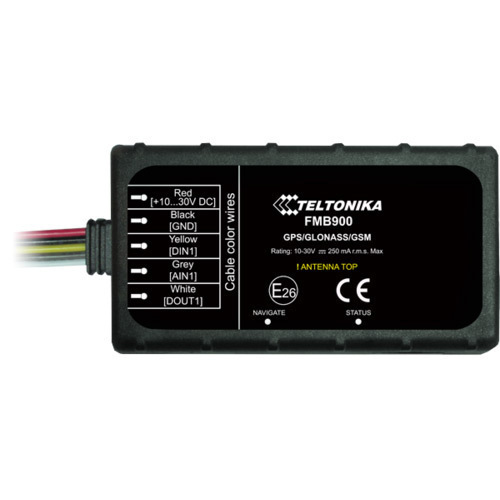 Red
[+10...30V DC]
Black
[GND]
Yellow
[DIN1]
Grey
[AIN1]
White
[DOUT1]
Cable color wires
TELTONIKA
FMB900
GPS/GLONASS/GSM
Rating: 10-30V ⎓ 250 mA r.m.s. Max
! ANTENNA TOP
E26
CE
NAVIGATE
STATUS